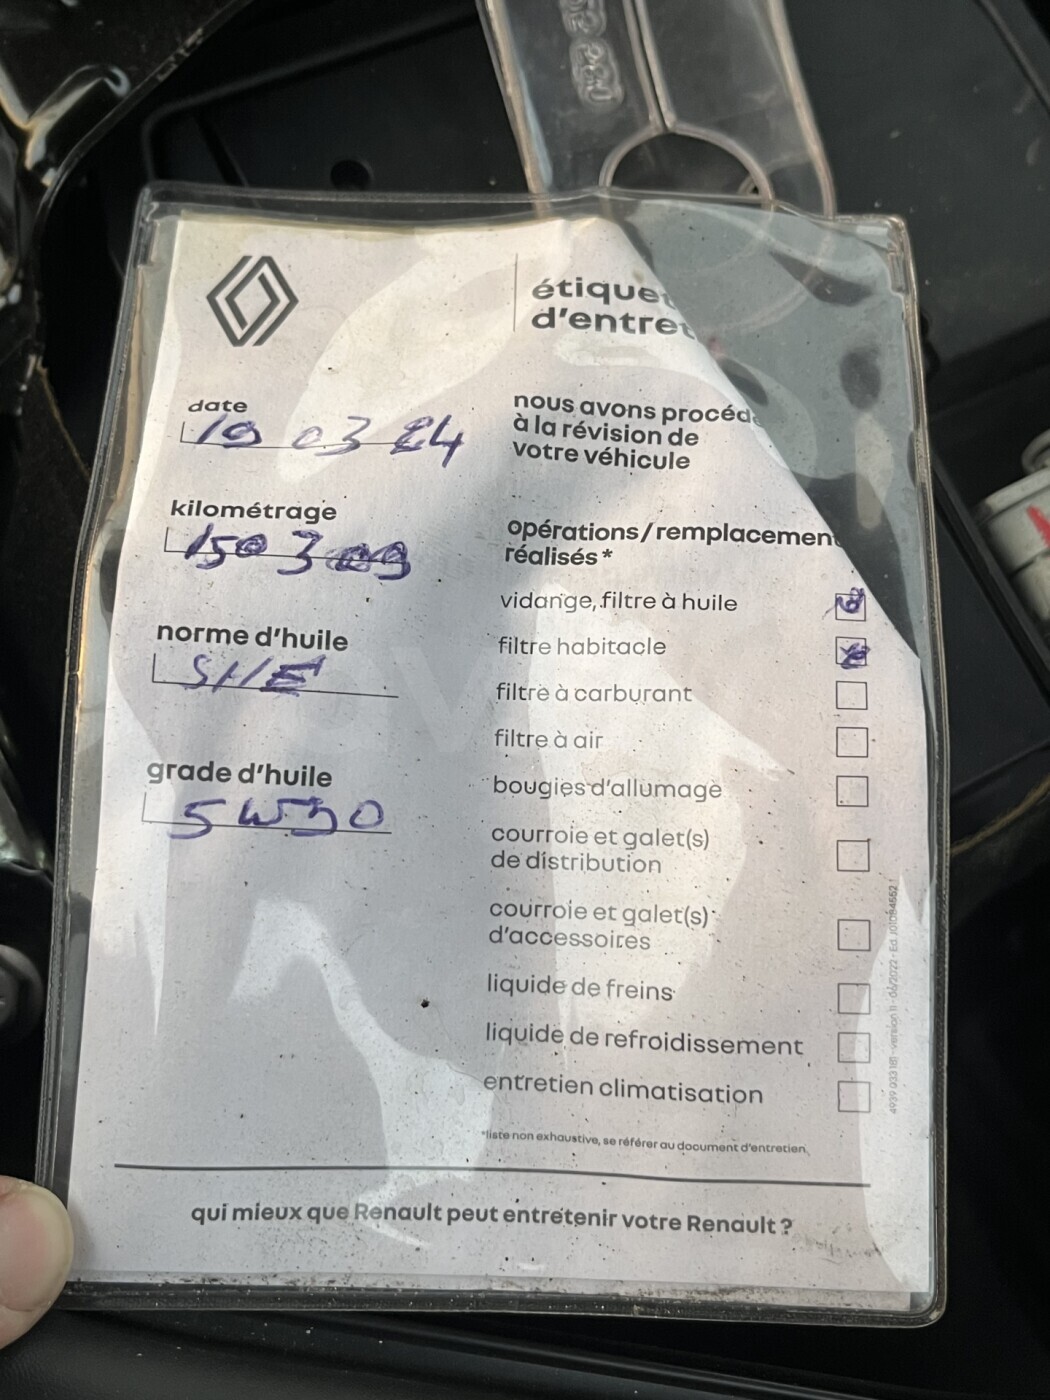 étique
d'entret
date
19 03 24
nous avons procéd
à la révision de
votre véhicule
kilométrage
150 309
opérations/remplacement
réalisés*
vidange, filtre à huile
norme d'huile
filtre habitacle
filtre à carburant
filtre à air
grade d'huile
5W30
bougies d'allumage
courroie et galet(s)
de distribution
courroie et galet(s)
d'accessoires
liquide de freins
liquide de refroidissement
entretien climatisation
*liste non exhaustive, se référer au document d'entretien.
qui mieux que Renault peut entretenir votre Renault ?